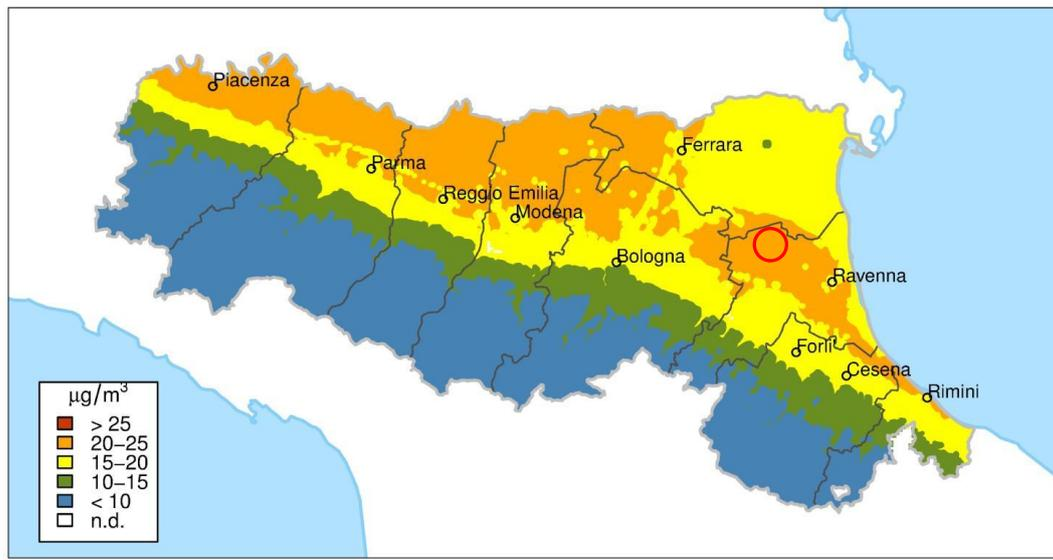 Piacenza
Parma
Reggio Emilia
Modena
Ferrara
Bologna
Ravenna
Forli'
Cesena
Rimini
μg/m³
> 25
20–25
15–20
10–15
< 10
n.d.